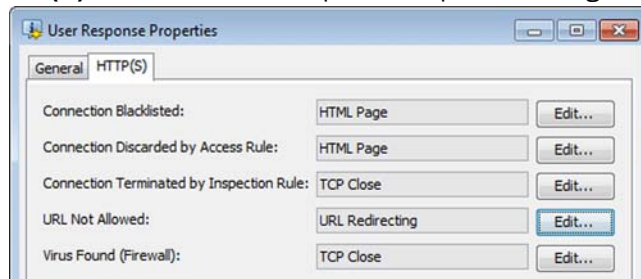 User Response Properties
General HTTP(S)
Connection Blacklisted: HTML Page Edit...
Connection Discarded by Access Rule: HTML Page Edit...
Connection Terminated by Inspection Rule: TCP Close Edit...
URL Not Allowed: URL Redirecting Edit...
Virus Found (Firewall): TCP Close Edit...